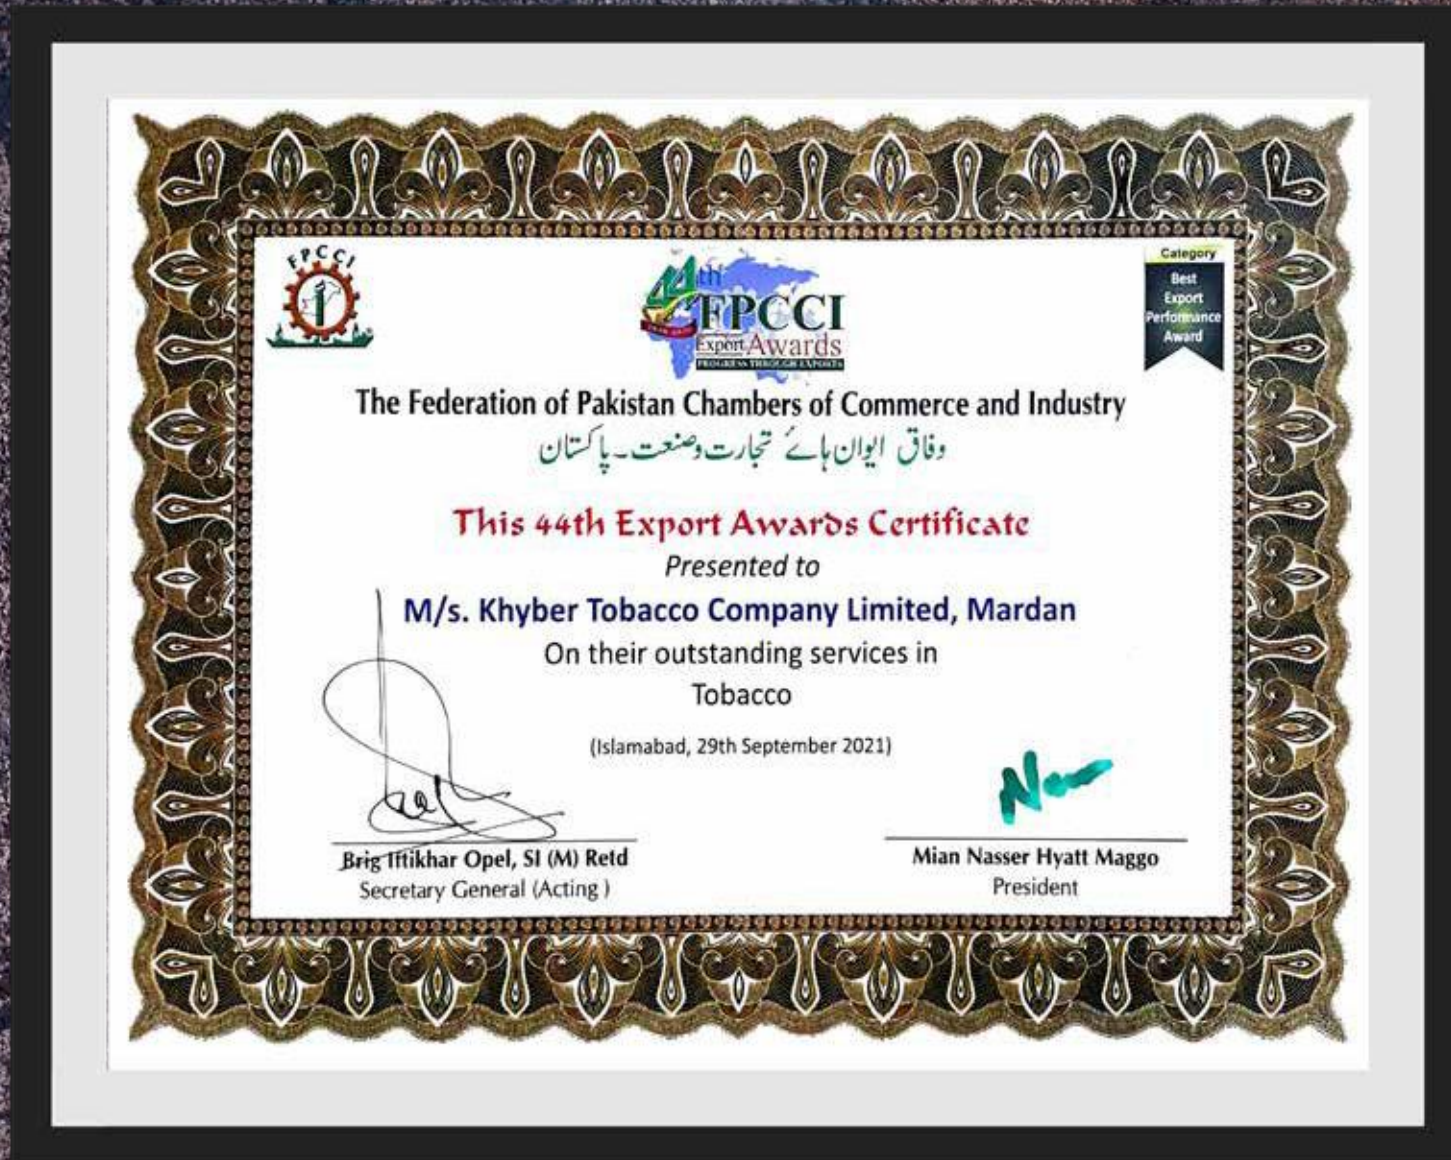 FPCCI
44th
FPCCI
Export Awards
PROGRESS THROUGH EXPORTS
Category
Best
Export
Performance
Award
The Federation of Pakistan Chambers of Commerce and Industry
وفاق ایوان ہائے تجارت وصنعت۔پاکستان
This 44th Export Awards Certificate
Presented to
M/s. Khyber Tobacco Company Limited, Mardan
On their outstanding services in
Tobacco
(Islamabad, 29th September 2021)
Brig Iftikhar Opel, SI (M) Retd
Secretary General (Acting )
Mian Nasser Hyatt Maggo
President